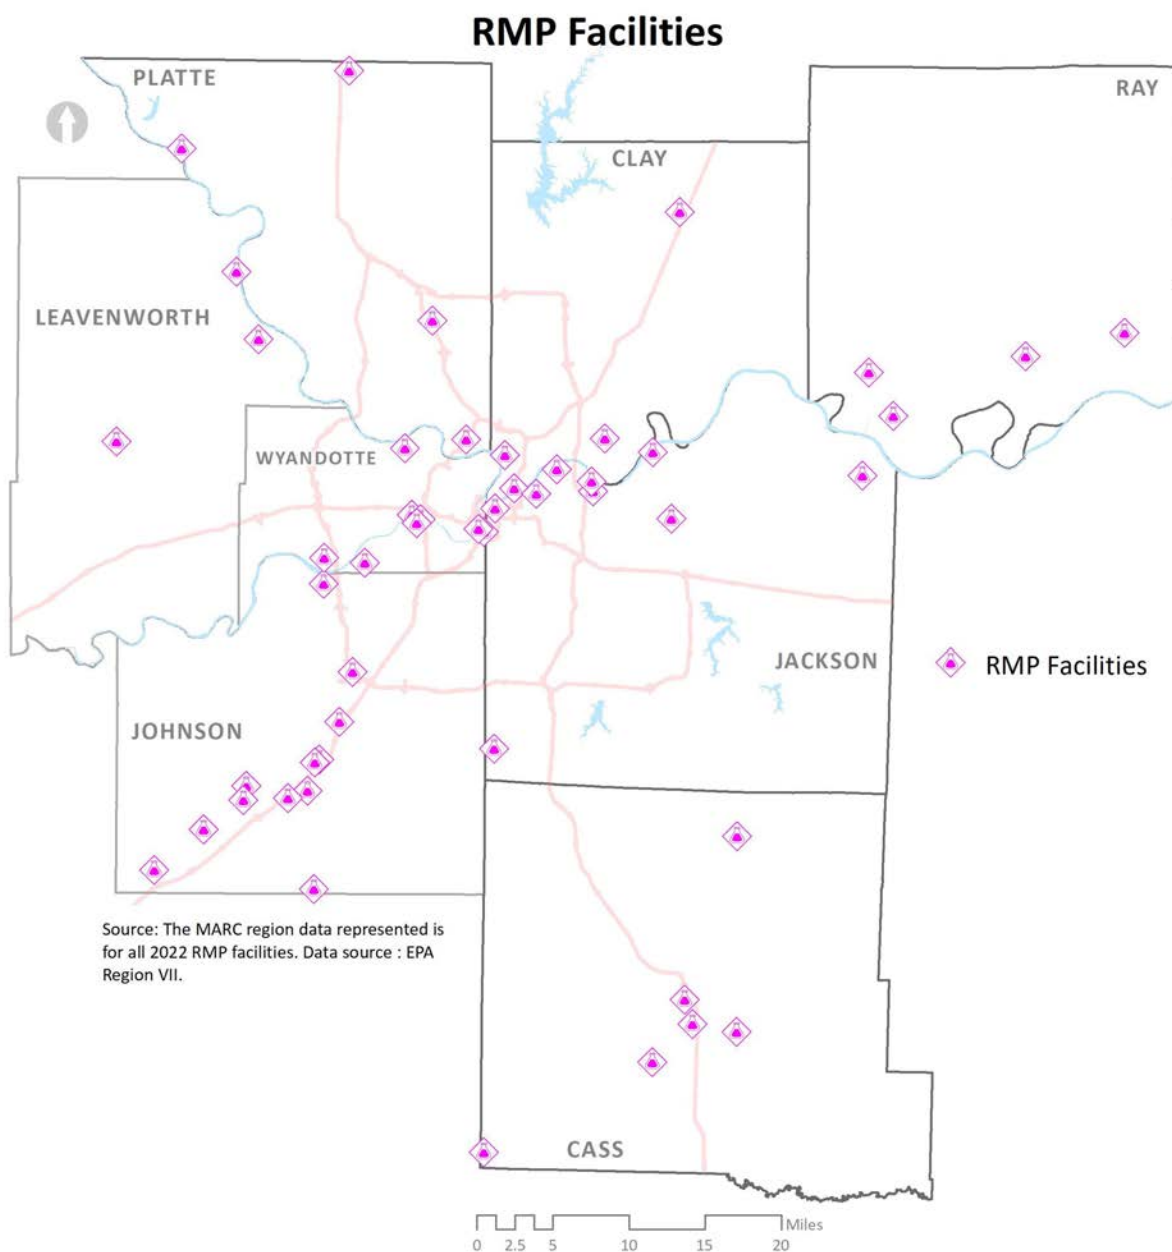 RMP Facilities
PLATTE
RAY
CLAY
LEAVENWORTH
WYANDOTTE
JACKSON
RMP Facilities
JOHNSON
Source: The MARC region data represented is
for all 2022 RMP facilities. Data source : EPA
Region VII.
CASS
Miles
0 2.5 5 10 15 20